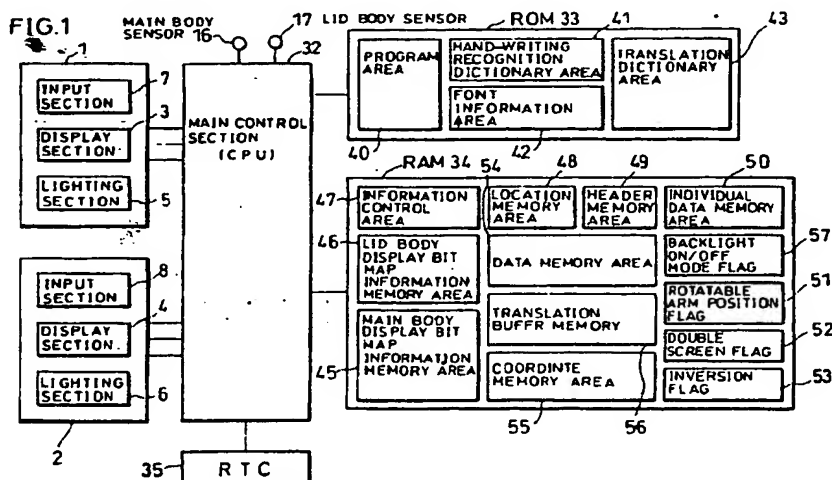 FIG.1
1
INPUT SECTION
7
DISPLAY SECTION
3
LIGHTING SECTION
5
INPUT SECTION
8
DISPLAY SECTION
4
LIGHTING SECTION
6
2
MAIN BODY SENSOR 16
17 LID BODY SENSOR
32
MAIN CONTROL SECTION (CPU)
35 RTC
ROM 33
PROGRAM AREA
40
HAND-WRITING RECOGNITION DICTIONARY AREA
41
FONT INFORMATION AREA
42
TRANSLATION DICTIONARY AREA
43
RAM 34
47 INFORMATION CONTROL AREA
46 LID BODY DISPLAY BIT MAP INFORMATION MEMORY AREA
45 MAIN BODY DISPLAY BIT MAP INFORMATION MEMORY AREA
48 LOCATION MEMORY AREA
49 HEADER MEMORY AREA
50 INDIVIDUAL DATA MEMORY AREA
54 DATA MEMORY AREA
TRANSLATION BUFFR MEMORY
56
COORDINTE MEMORY AREA
55
BACKLIGHT ON/OFF MODE FLAG
57
ROTATABLE ARM POSITION FLAG
51
DOUBLE SCREEN FLAG
52
INVERSION FLAG
53